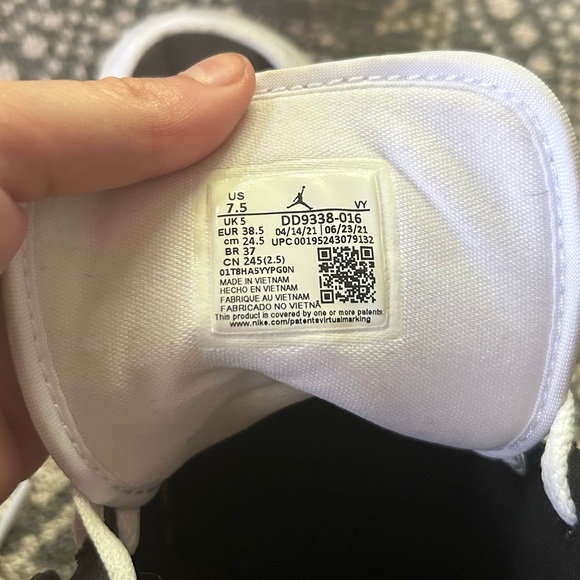 US
7.5 VY
UK 5 DD9338-016
EUR 38.5 04/14/21 06/23/21
cm 24.5 UPC 00195243079132
BR 37
CN 245(2.5)
01T8HA5YYPG0N
MADE IN VIETNAM
HECHO EN VIETNAM
FABRIQUE AU VIETNAM
FABRICADO NO VIETNA
This product is covered by one or more patents
www.nike.com/patentsvirtualmarking